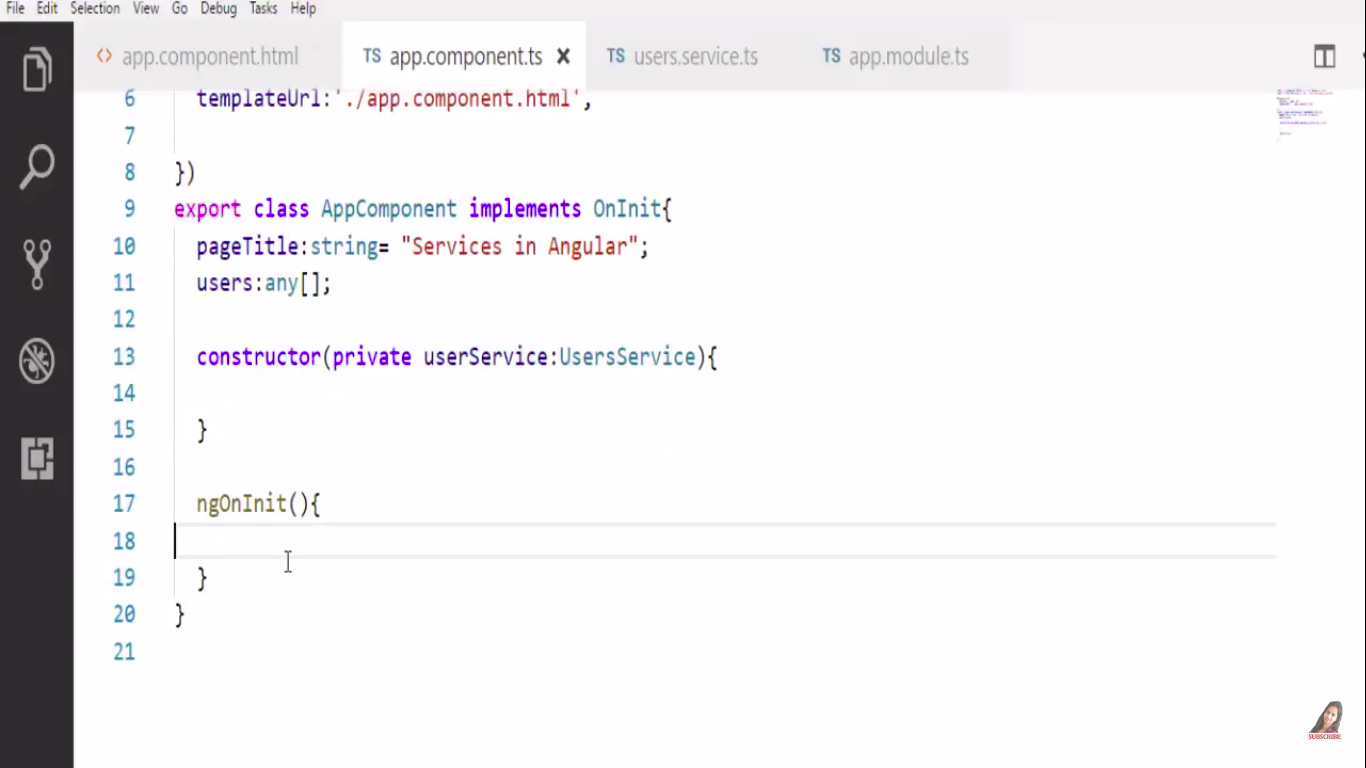 File Edit Selection View Go Debug Tasks Help
<> app.component.html TS app.component.ts × TS users.service.ts TS app.module.ts
6 templateUrl:'./app.component.html',
7
8 })
9 export class AppComponent implements OnInit{
10 pageTitle:string= "Services in Angular";
11 users:any[];
12
13 constructor(private userService:UsersService){
14
15 }
16
17 ngOnInit(){
18
19 }
20 }
21
SUBSCRIBE